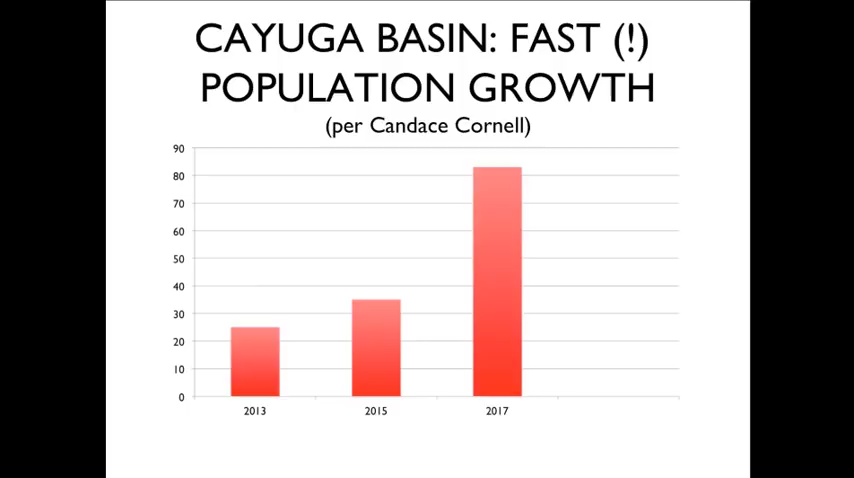 CAYUGA BASIN: FAST (!)
POPULATION GROWTH
(per Candace Cornell)
90
80
70
60
50
40
30
20
10
0
2013 2015 2017